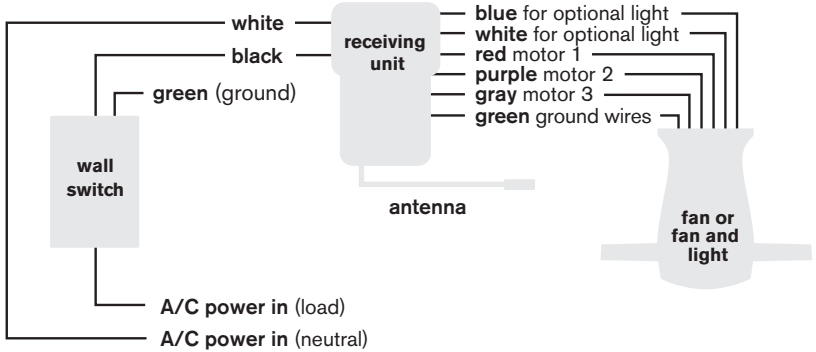 white
black
green (ground)
wall
switch
receiving
unit
blue for optional light
white for optional light
red motor 1
purple motor 2
gray motor 3
green ground wires
antenna
fan or
fan and
light
A/C power in (load)
A/C power in (neutral)